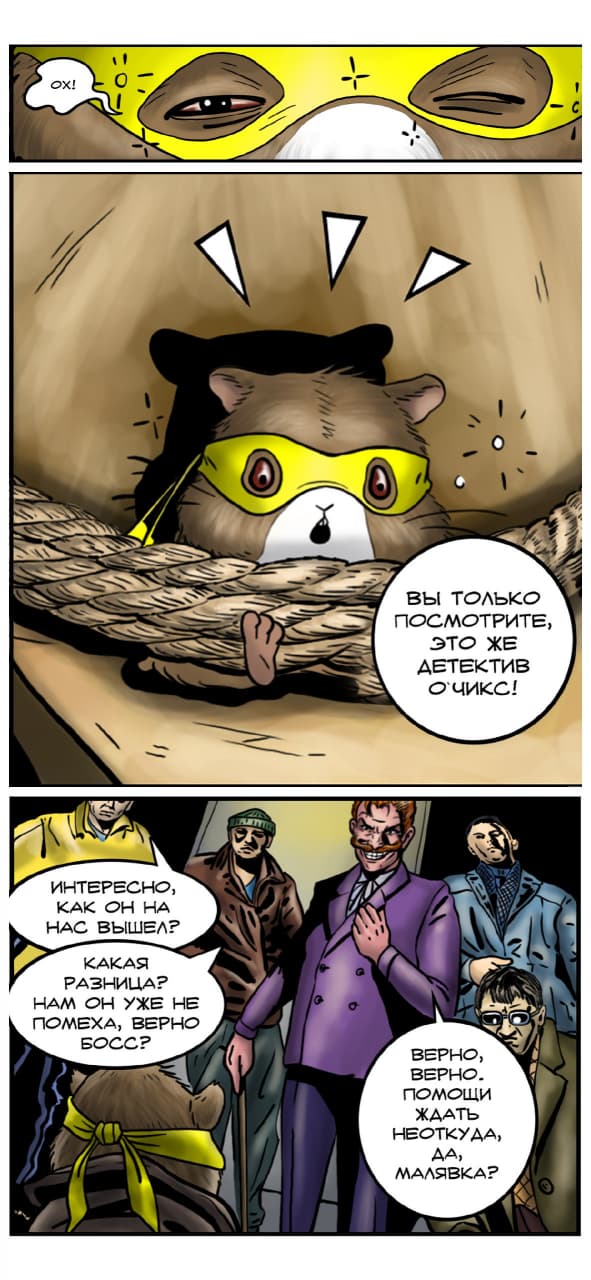 ОХ!
ВЫ ТОЛЬКО
ПОСМОТРИТЕ,
ЭТО ЖЕ
ДЕТЕКТИВ
О`ЧИКС!
ИНТЕРЕСНО,
КАК ОН НА
НАС ВЫШЕЛ?
КАКАЯ
РАЗНИЦА?
НАМ ОН УЖЕ НЕ
ПОМЕХА, ВЕРНО
БОСС?
ВЕРНО,
ВЕРНО.
ПОМОЩИ
ЖДАТЬ
НЕОТКУДА,
ДА,
МАЛЯВКА?